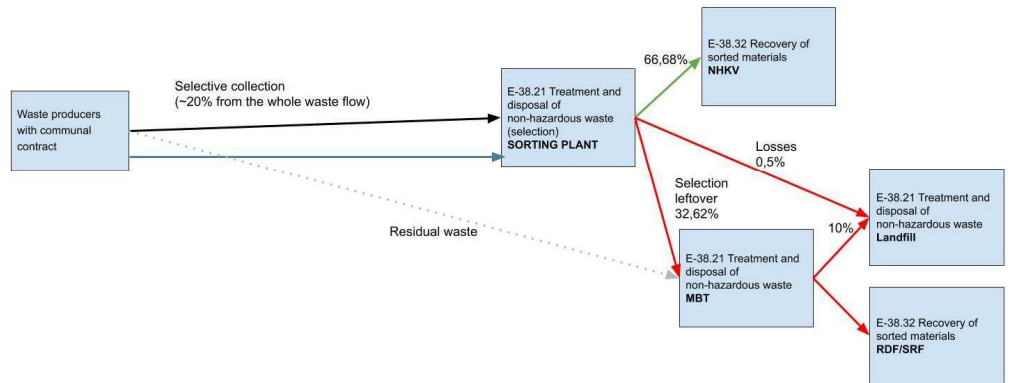 E-38.32 Recovery of
sorted materials
NHKV
66,68%
Selective collection
(~20% from the whole waste flow)
Waste producers
with communal
contract
E-38.21 Treatment and
disposal of
non-hazardous waste
(selection)
SORTING PLANT
Losses
0,5%
Selection
leftover
32,62%
E-38.21 Treatment and
disposal of
non-hazardous waste
Landfill
10%
Residual waste
E-38.21 Treatment and
disposal of
non-hazardous waste
MBT
E-38.32 Recovery of
sorted materials
RDF/SRF